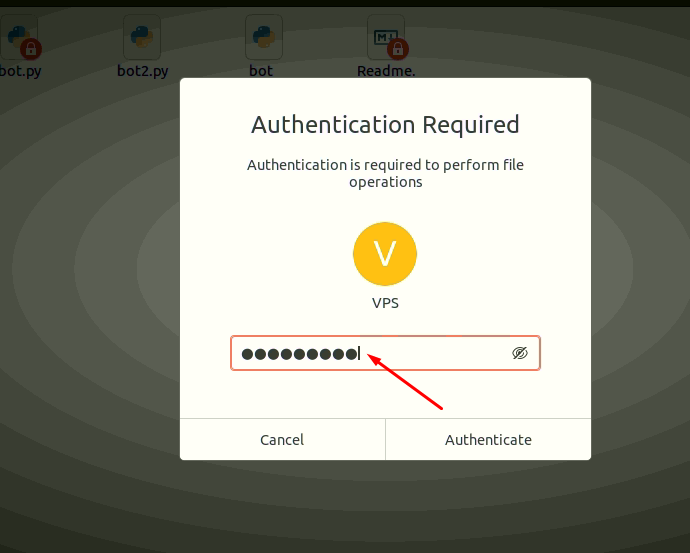 bot.py bot2.py bot Readme.
Authentication Required
Authentication is required to perform file
operations
V
VPS
●●●●●●●●●
Cancel Authenticate